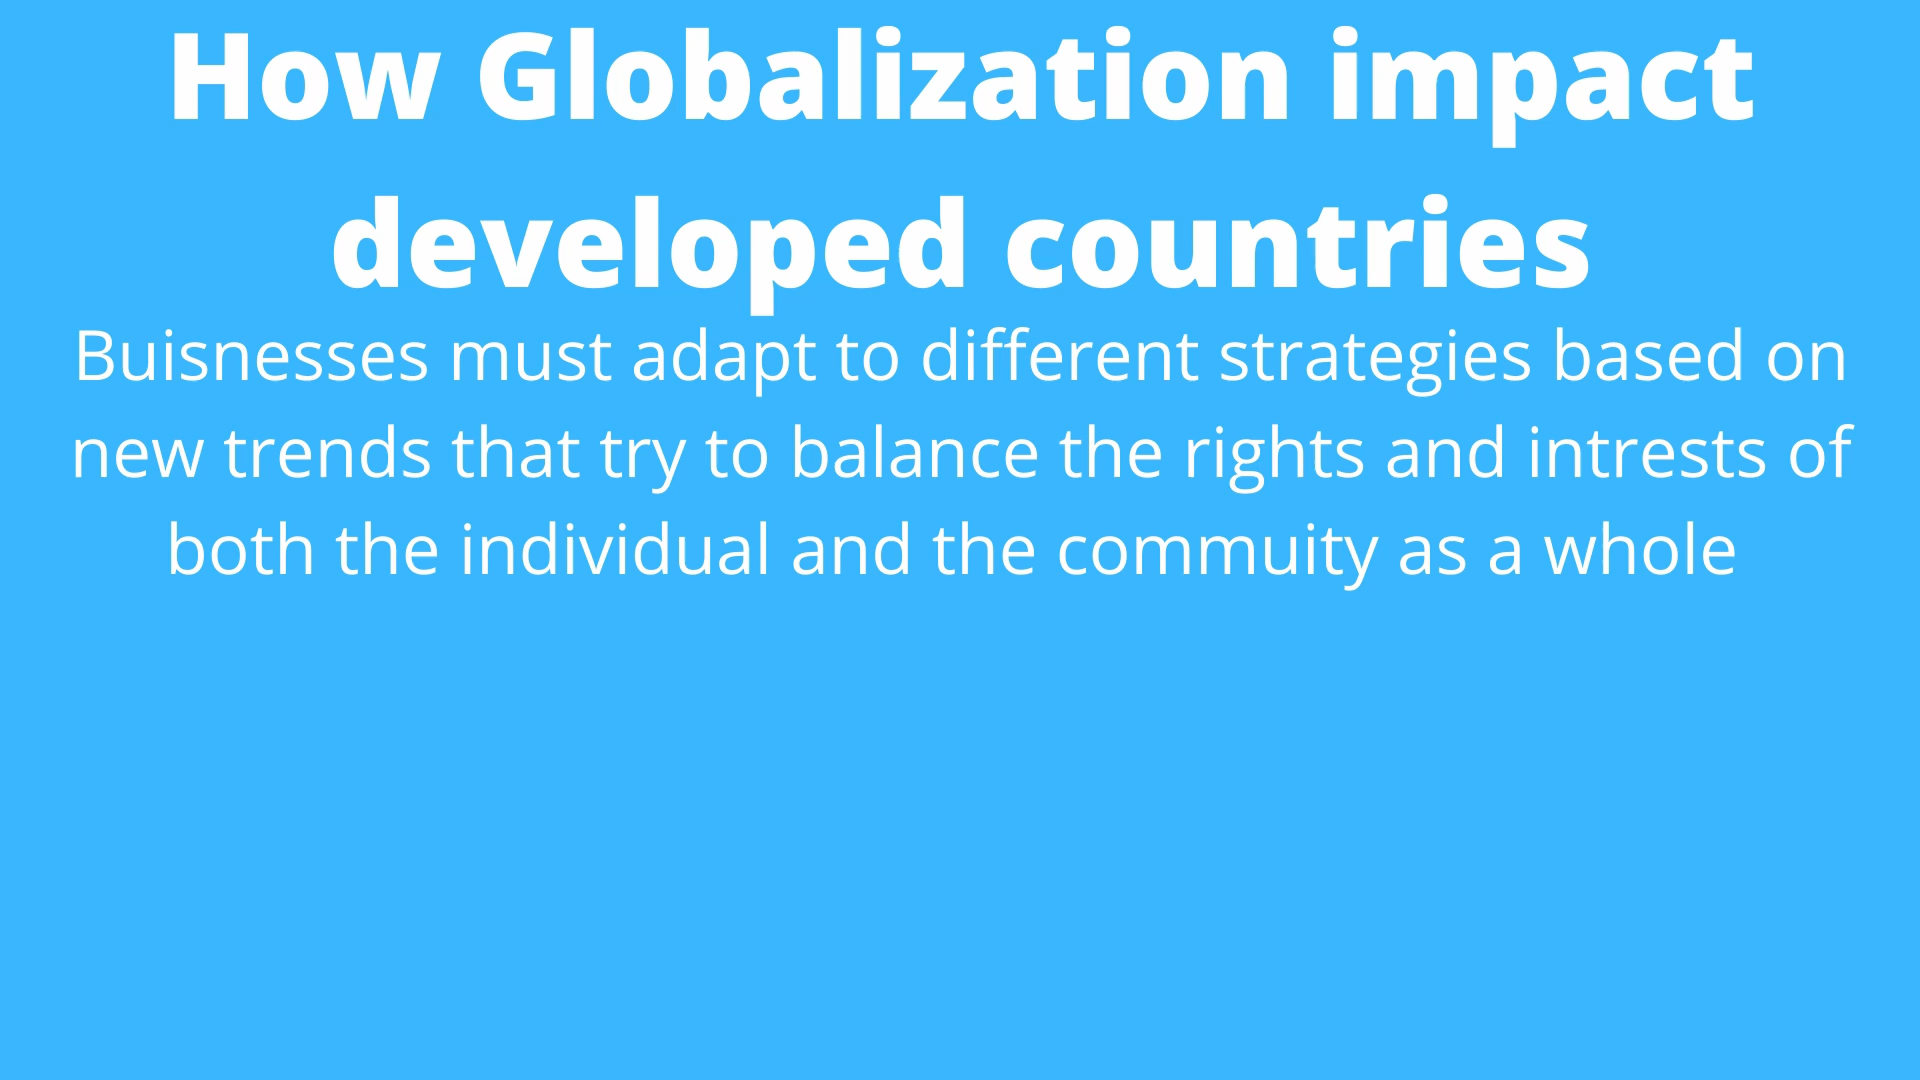 How Globalization impact
developed countries
Buisnesses must adapt to different strategies based on
new trends that try to balance the rights and intrests of
both the individual and the commuity as a whole